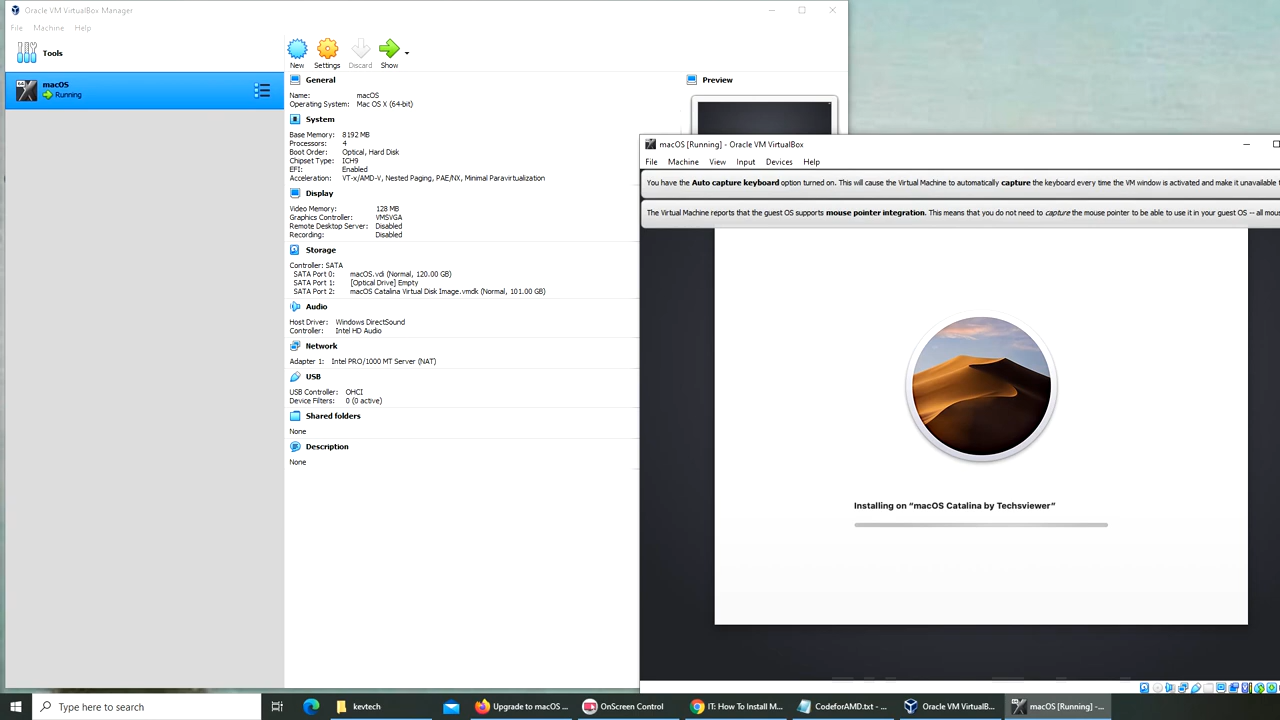 Oracle VM VirtualBox Manager
File Machine Help
Tools
New Settings Discard Show
macOS
Running
General
Name: macOS
Operating System: Mac OS X (64-bit)
System
Base Memory: 8192 MB
Processors: 4
Boot Order: Optical, Hard Disk
Chipset Type: ICH9
EFI: Enabled
Acceleration: VT-x/AMD-V, Nested Paging, PAE/NX, Minimal Paravirtualization
Display
Video Memory: 128 MB
Graphics Controller: VMSVGA
Remote Desktop Server: Disabled
Recording: Disabled
Storage
Controller: SATA
SATA Port 0: macOS.vdi (Normal, 120.00 GB)
SATA Port 1: [Optical Drive] Empty
SATA Port 2: macOS Catalina Virtual Disk Image.vmdk (Normal, 101.00 GB)
Audio
Host Driver: Windows DirectSound
Controller: Intel HD Audio
Network
Adapter 1: Intel PRO/1000 MT Server (NAT)
USB
USB Controller: OHCI
Device Filters: 0 (0 active)
Shared folders
None
Description
None
Preview
macOS [Running] - Oracle VM VirtualBox
File Machine View Input Devices Help
You have the Auto capture keyboard option turned on. This will cause the Virtual Machine to automatically capture the keyboard every time the VM window is activated and make it unavailable
The Virtual Machine reports that the guest OS supports mouse pointer integration. This means that you do not need to capture the mouse pointer to be able to use it in your guest OS -- all
Installing on “macOS Catalina by Techsviewer”
Type here to search
kevtech
Upgrade to macOS ...
OnScreen Control
IT: How To Install M...
CodeforAMD.txt - ...
Oracle VM VirtualB...
macOS [Running] -...